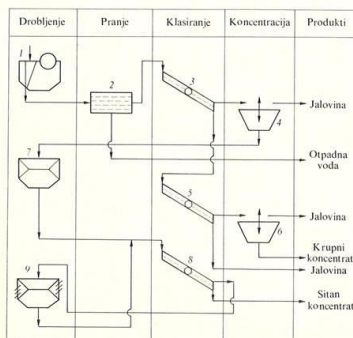 Drobljenje Pranje Klasiranje Koncentracija Produkti
1
2
3
4
Jalovina
Otpadna
voda
7
5
6
Jalovina
Krupni
koncentrat
Jalovina
8
9
Sitan
koncentrat